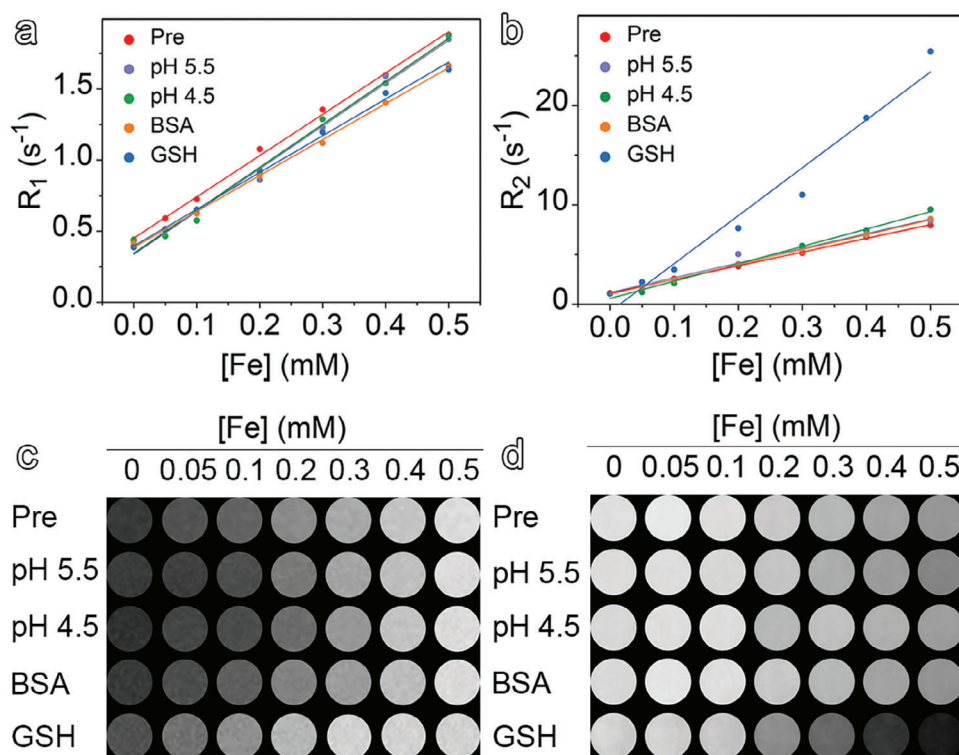 a
Pre
pH 5.5
pH 4.5
BSA
GSH
R1 (s-1)
1.5
1.0
0.5
0.0
0.0 0.1 0.2 0.3 0.4 0.5
[Fe] (mM)
b
Pre
pH 5.5
pH 4.5
BSA
GSH
R2 (s-1)
20
10
0
0.0 0.1 0.2 0.3 0.4 0.5
[Fe] (mM)
c
[Fe] (mM)
0 0.05 0.1 0.2 0.3 0.4 0.5
Pre
pH 5.5
pH 4.5
BSA
GSH
d
[Fe] (mM)
0 0.05 0.1 0.2 0.3 0.4 0.5
Pre
pH 5.5
pH 4.5
BSA
GSH